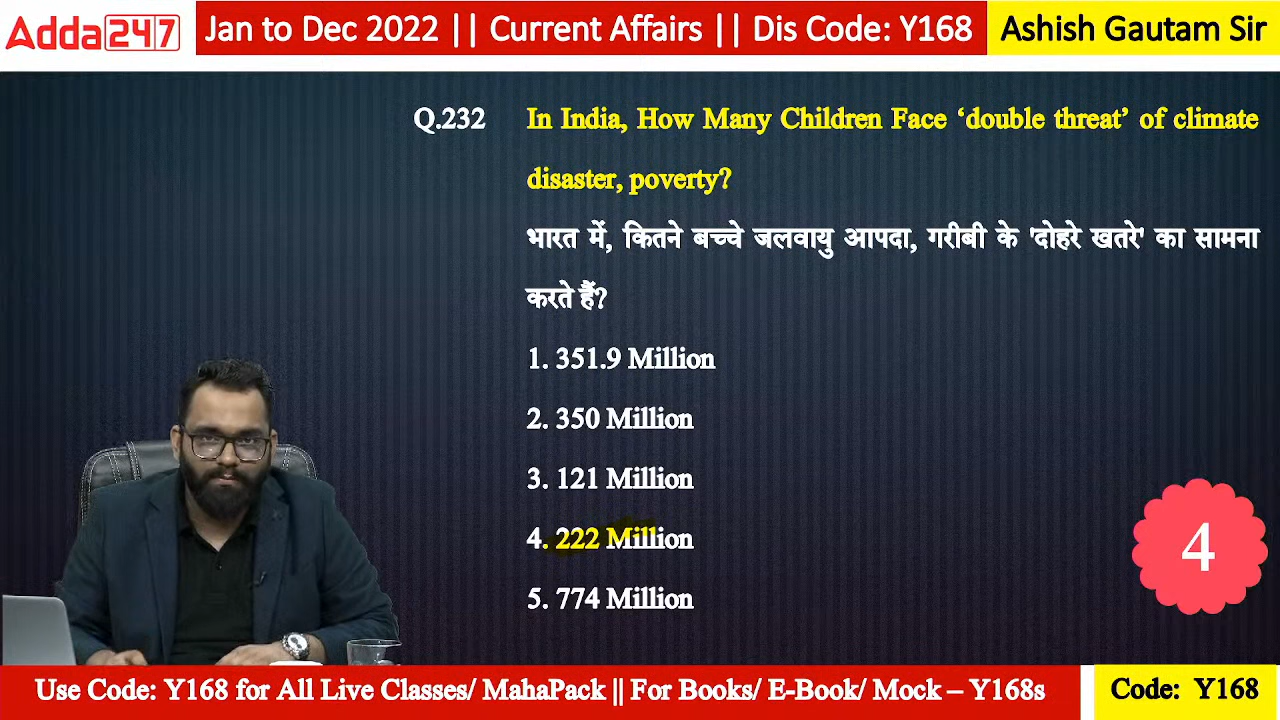 Adda247
Jan to Dec 2022 || Current Affairs || Dis Code: Y168
Ashish Gautam Sir
Q.232 In India, How Many Children Face ‘double threat’ of climate
disaster, poverty?
भारत में, कितने बच्चे जलवायु आपदा, गरीबी के 'दोहरे खतरे' का सामना
करते हैं?
1. 351.9 Million
2. 350 Million
3. 121 Million
4. 222 Million
5. 774 Million
4
Use Code: Y168 for All Live Classes/ MahaPack || For Books/ E-Book/ Mock – Y168s
Code: Y168